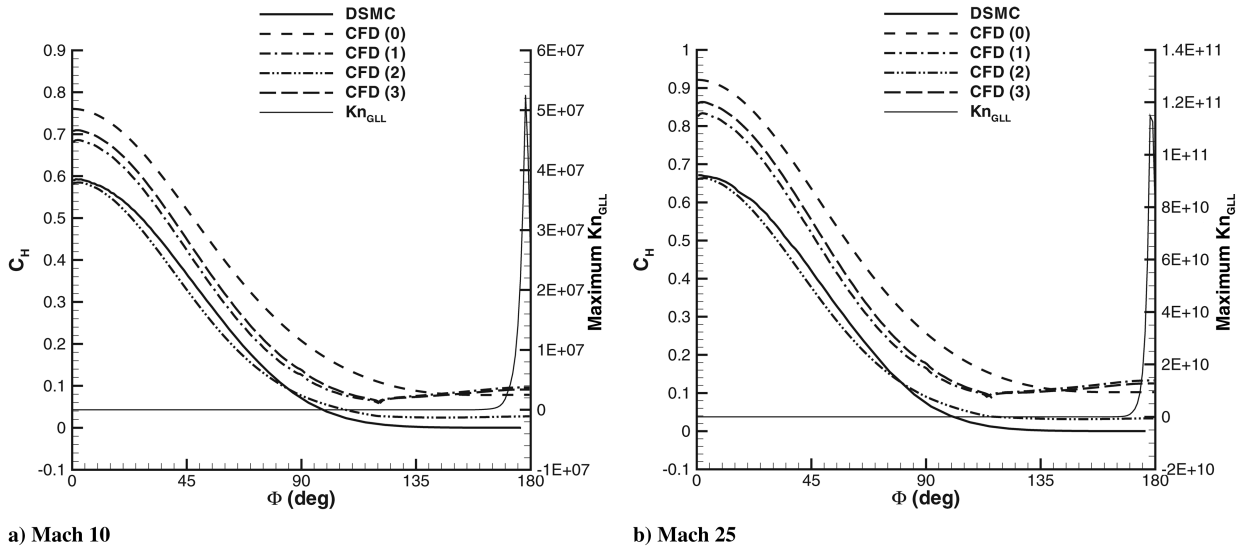 DSMC
CFD (0)
CFD (1)
CFD (2)
CFD (3)
Kn_GLL
0.9
0.8
0.7
0.6
0.5
0.4
0.3
0.2
0.1
0
-0.1
C_H
6E+07
5E+07
4E+07
3E+07
2E+07
1E+07
0
-1E+07
Maximum Kn_GLL
0
45
90
135
180
Φ (deg)
a) Mach 10
DSMC
CFD (0)
CFD (1)
CFD (2)
CFD (3)
Kn_GLL
1
0.9
0.8
0.7
0.6
0.5
0.4
0.3
0.2
0.1
0
-0.1
C_H
1.4E+11
1.2E+11
1E+11
8E+10
6E+10
4E+10
2E+10
0
-2E+10
Maximum Kn_GLL
0
45
90
135
180
Φ (deg)
b) Mach 25